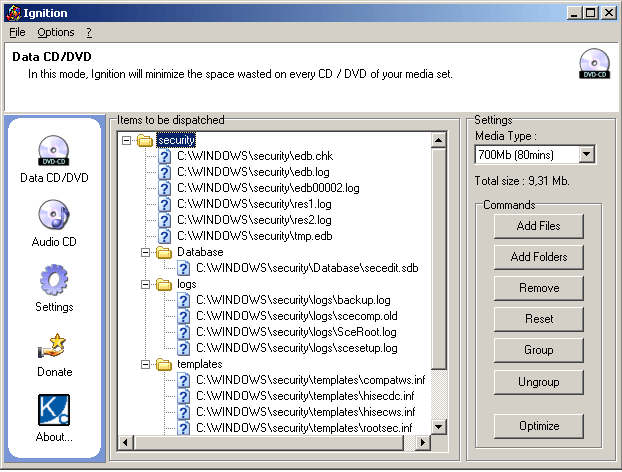 Ignition
File Options ?
Data CD/DVD
In this mode, Ignition will minimize the space wasted on every CD / DVD of your media set.
DVD-CD
DVD-CD
Data CD/DVD
Audio CD
Settings
Donate
About...
Items to be dispatched
security
C:\WINDOWS\security\edb.chk
C:\WINDOWS\security\edb.log
C:\WINDOWS\security\edb00002.log
C:\WINDOWS\security\res1.log
C:\WINDOWS\security\res2.log
C:\WINDOWS\security\tmp.edb
Database
C:\WINDOWS\security\Database\secedit.sdb
logs
C:\WINDOWS\security\logs\backup.log
C:\WINDOWS\security\logs\scecomp.old
C:\WINDOWS\security\logs\SceRoot.log
C:\WINDOWS\security\logs\scesetup.log
templates
C:\WINDOWS\security\templates\compatws.inf
C:\WINDOWS\security\templates\hisecdc.inf
C:\WINDOWS\security\templates\hisecws.inf
C:\WINDOWS\security\templates\rootsec.inf
Settings
Media Type :
700Mb (80mins)
Total size : 9,31 Mb.
Commands
Add Files
Add Folders
Remove
Reset
Group
Ungroup
Optimize